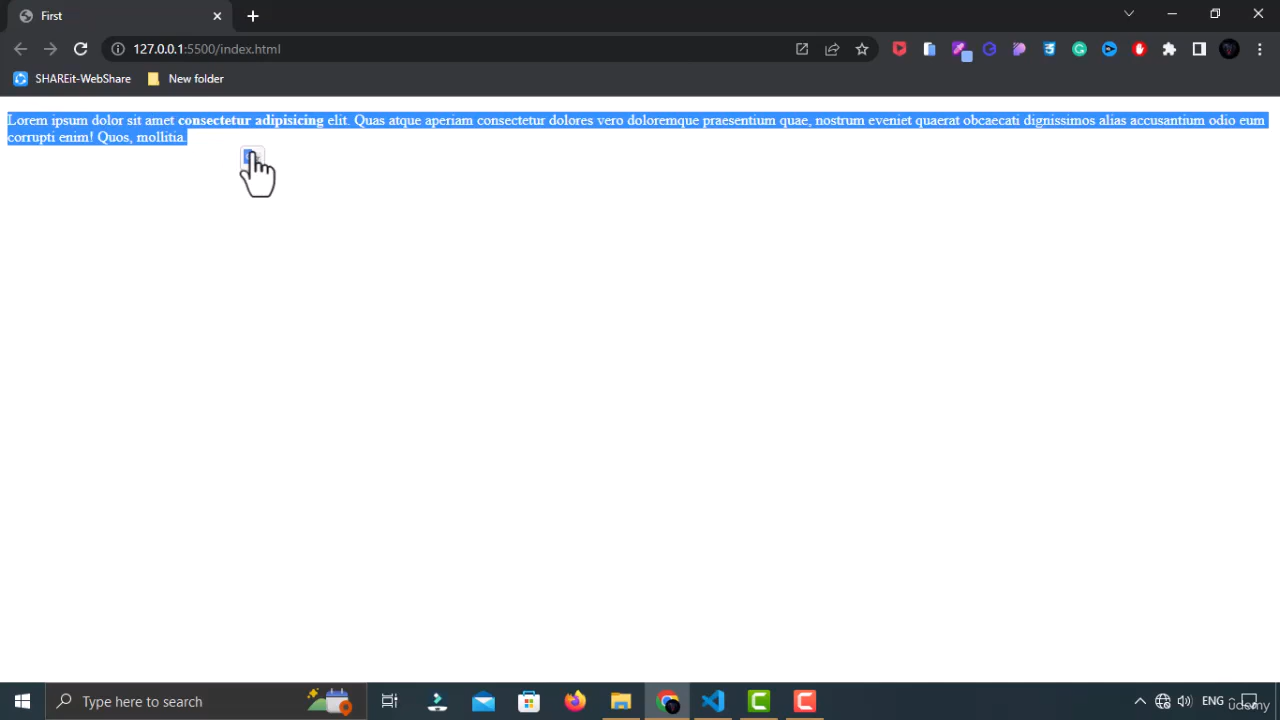 First
127.0.0.1:5500/index.html
SHAREit-WebShare
New folder
Lorem ipsum dolor sit amet consectetur adipisicing elit. Quas atque aperiam consectetur dolores vero doloremque praesentium quae, nostrum eveniet quaerat obcaecati dignissimos alias accusantium odio eum
corrupti enim! Quos, mollitia.
Type here to search
ENG
udemy